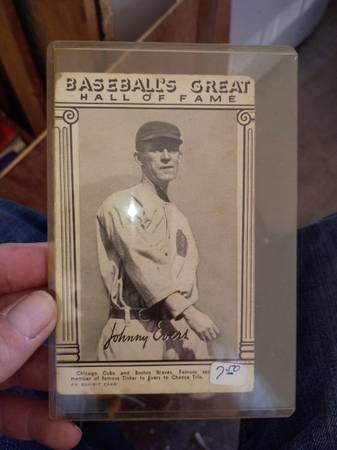 BASEBALL'S GREAT
HALL OF FAME
Johnny Evers
Chicago Cubs and Boston Braves. Famous as
member of famous Tinker to Evers to Chance Trio.
AN EXHIBIT CARD
7.50